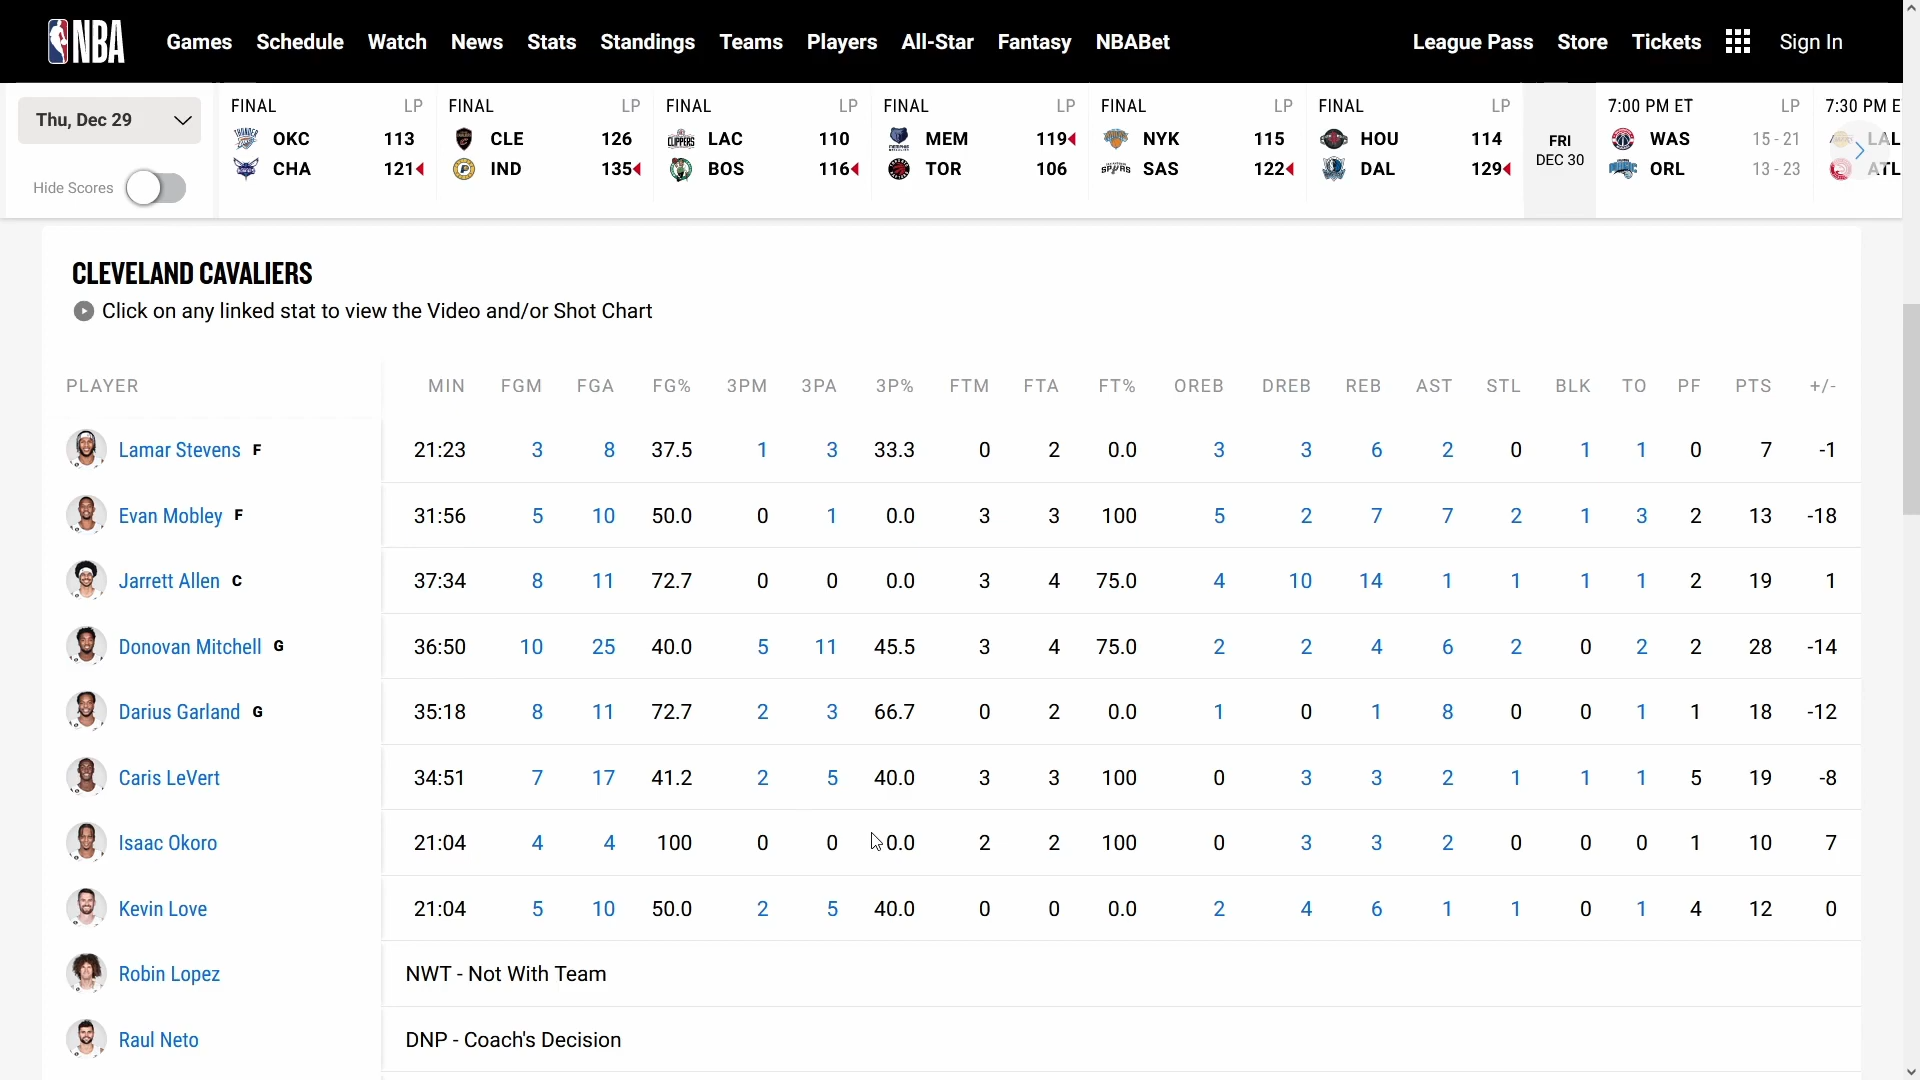 NBA Games Schedule Watch News Stats Standings Teams Players All-Star Fantasy NBABet League Pass Store Tickets Sign In
Thu, Dec 29
Hide Scores
FINAL LP
OKC 113
CHA 121
FINAL LP
CLE 126
IND 135
FINAL LP
LAC 110
BOS 116
FINAL LP
MEM 119
TOR 106
FINAL LP
NYK 115
SAS 122
FINAL LP
HOU 114
DAL 129
FRI
DEC 30
7:00 PM ET LP
WAS 15 - 21
ORL 13 - 23
7:30 PM E
LAL
ATL
CLEVELAND CAVALIERS
Click on any linked stat to view the Video and/or Shot Chart
PLAYER MIN FGM FGA FG% 3PM 3PA 3P% FTM FTA FT% OREB DREB REB AST STL BLK TO PF PTS +/-
Lamar Stevens F 21:23 3 8 37.5 1 3 33.3 0 2 0.0 3 3 6 2 0 1 1 0 7 -1
Evan Mobley F 31:56 5 10 50.0 0 1 0.0 3 3 100 5 2 7 7 2 1 3 2 13 -18
Jarrett Allen C 37:34 8 11 72.7 0 0 0.0 3 4 75.0 4 10 14 1 1 1 1 2 19 1
Donovan Mitchell G 36:50 10 25 40.0 5 11 45.5 3 4 75.0 2 2 4 6 2 0 2 2 28 -14
Darius Garland G 35:18 8 11 72.7 2 3 66.7 0 2 0.0 1 0 1 8 0 0 1 1 18 -12
Caris LeVert 34:51 7 17 41.2 2 5 40.0 3 3 100 0 3 3 2 1 1 1 5 19 -8
Isaac Okoro 21:04 4 4 100 0 0 0.0 2 2 100 0 3 3 2 0 0 0 1 10 7
Kevin Love 21:04 5 10 50.0 2 5 40.0 0 0 0.0 2 4 6 1 1 0 1 4 12 0
Robin Lopez NWT - Not With Team
Raul Neto DNP - Coach's Decision